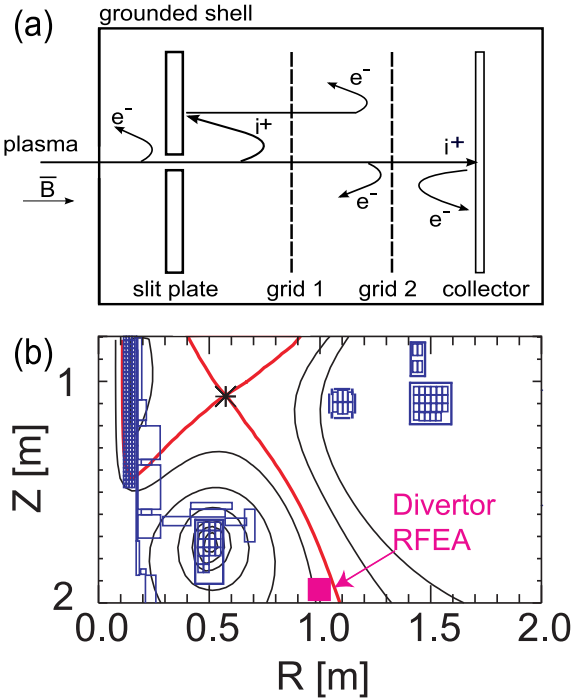 (a)
grounded shell
e⁻
e⁻
i⁺
plasma
i⁺
B̅
e⁻
e⁻
slit plate
grid 1
grid 2
collector
(b)
1
Z [m]
Divertor
RFEA
2
0.0
0.5
1.0
1.5
2.0
R [m]